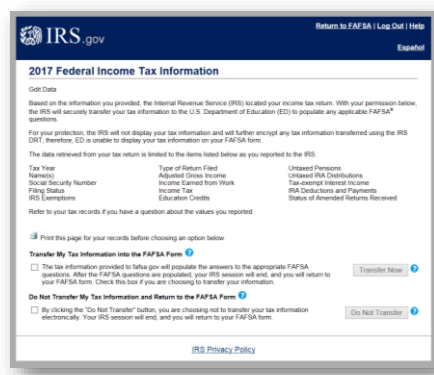 IRS.gov
Return to FAFSA | Log Out | Help
Español
2017 Federal Income Tax Information
Gdit Data
Based on the information you provided, the Internal Revenue Service (IRS) located your income tax return. With your permission below,
the IRS will securely transfer your tax information to the U.S. Department of Education (ED) to populate any applicable FAFSA®
questions.
For your protection, the IRS will not display your tax information and will further encrypt any information transferred using the IRS
DRT; therefore, ED is unable to display your tax information on your FAFSA form.
The data retrieved from your tax return is limited to the items listed below as you reported to the IRS:
Tax Year
Name(s)
Social Security Number
Filing Status
IRS Exemptions
Type of Return Filed
Adjusted Gross Income
Income Earned from Work
Income Tax
Education Credits
Untaxed Pensions
Untaxed IRA Distributions
Tax-exempt Interest Income
IRA Deductions and Payments
Status of Amended Returns Received
Refer to your tax records if you have a question about the values you reported.
Print this page for your records before choosing an option below.
Transfer My Tax Information into the FAFSA Form ?
The tax information provided to fafsa.gov will populate the answers to the appropriate FAFSA
questions. After the FAFSA questions are populated, your IRS session will end, and you will return to
your FAFSA form. Check this box if you are choosing to transfer your information.
Transfer Now ?
Do Not Transfer My Tax Information and Return to the FAFSA Form ?
By clicking the "Do Not Transfer" button, you are choosing not to transfer your tax information
electronically. Your IRS session will end, and you will return to your FAFSA form.
Do Not Transfer ?
IRS Privacy Policy